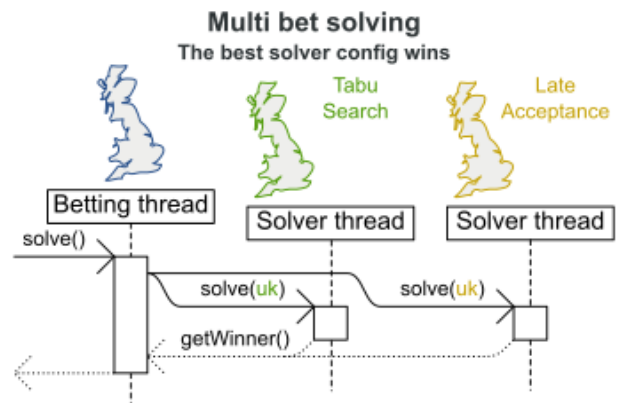 Multi bet solving
The best solver config wins
Tabu
Search
Late
Acceptance
Betting thread
Solver thread
Solver thread
solve()
solve(uk)
solve(uk)
getWinner()